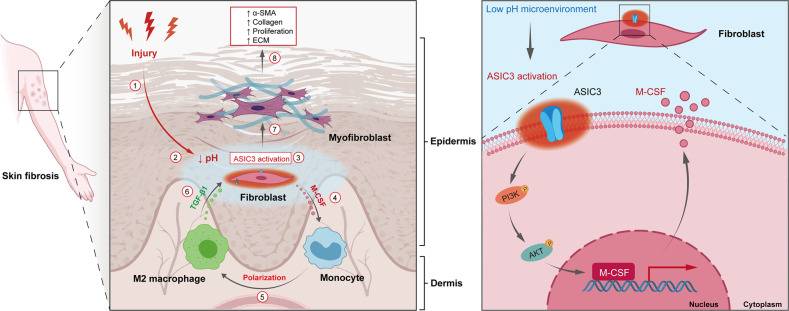 Skin fibrosis
Injury
↑ α-SMA
↑ Collagen
↑ Proliferation
↑ ECM
8
1
Myofibroblast
7
2
↓ pH
ASIC3 activation
3
Fibroblast
6
TGF-β1
M-CSF
4
M2 macrophage
Polarization
Monocyte
5
Epidermis
Dermis
Low pH microenvironment
Fibroblast
ASIC3 activation
ASIC3
M-CSF
PI3K
P
AKT
P
M-CSF
Nucleus
Cytoplasm